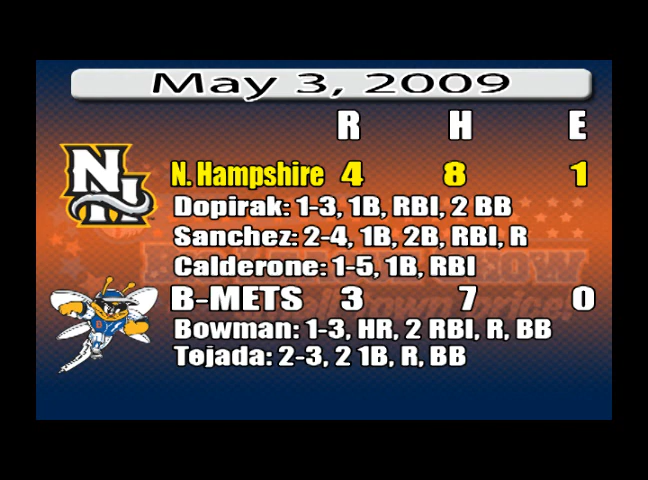 May 3, 2009
R H E
N. Hampshire 4 8 1
Dopirak: 1-3, 1B, RBI, 2 BB
Sanchez: 2-4, 1B, 2B, RBI, R
Calderone: 1-5, 1B, RBI
B-METS 3 7 0
Bowman: 1-3, HR, 2 RBI, R, BB
Tejada: 2-3, 2 1B, R, BB